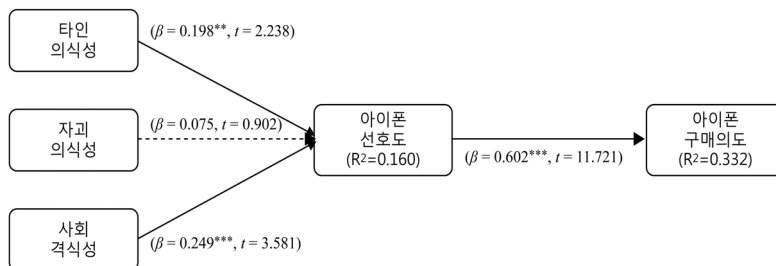 타인
의식성
(β = 0.198**, t = 2.238)
자괴
의식성
(β = 0.075, t = 0.902)
아이폰
선호도
(R²=0.160)
(β = 0.602***, t = 11.721)
아이폰
구매의도
(R²=0.332)
사회
격식성
(β = 0.249***, t = 3.581)